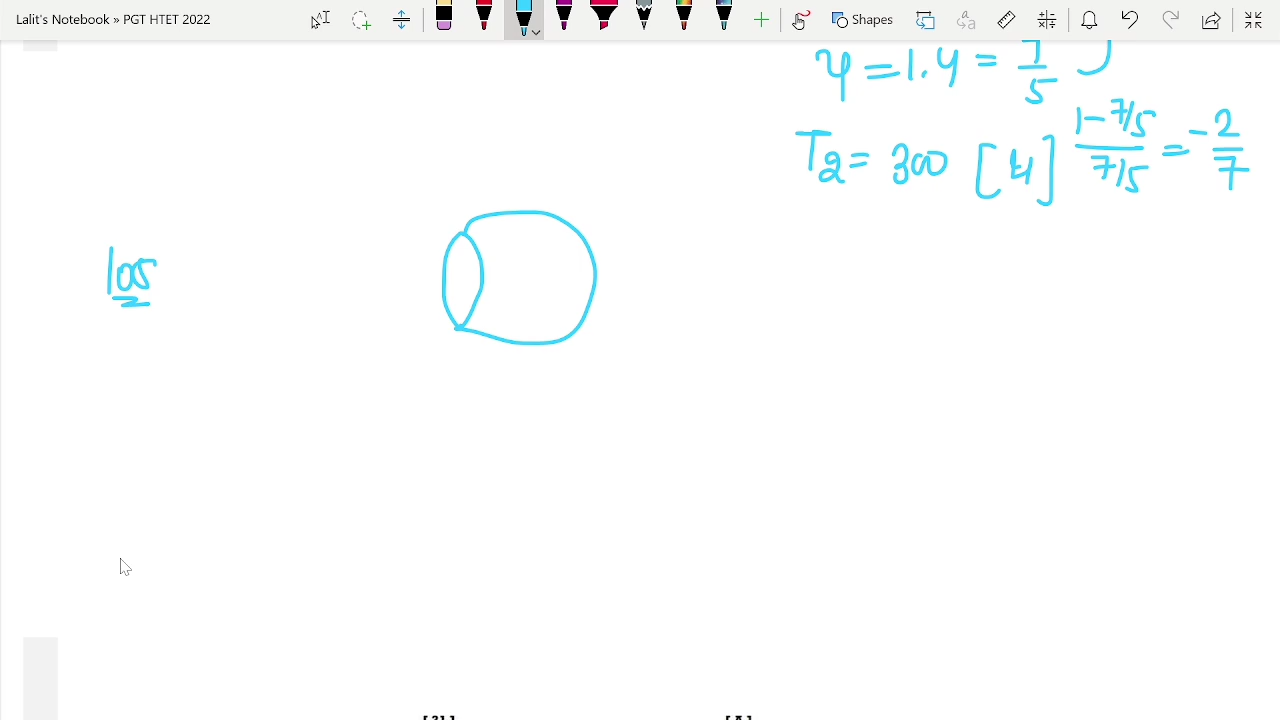 Lalit's Notebook » PGT HTET 2022
Shapes
γ = 1.4 = 7/5
T2 = 300 [4] (1-7/5)/(7/5) = -2/7
105